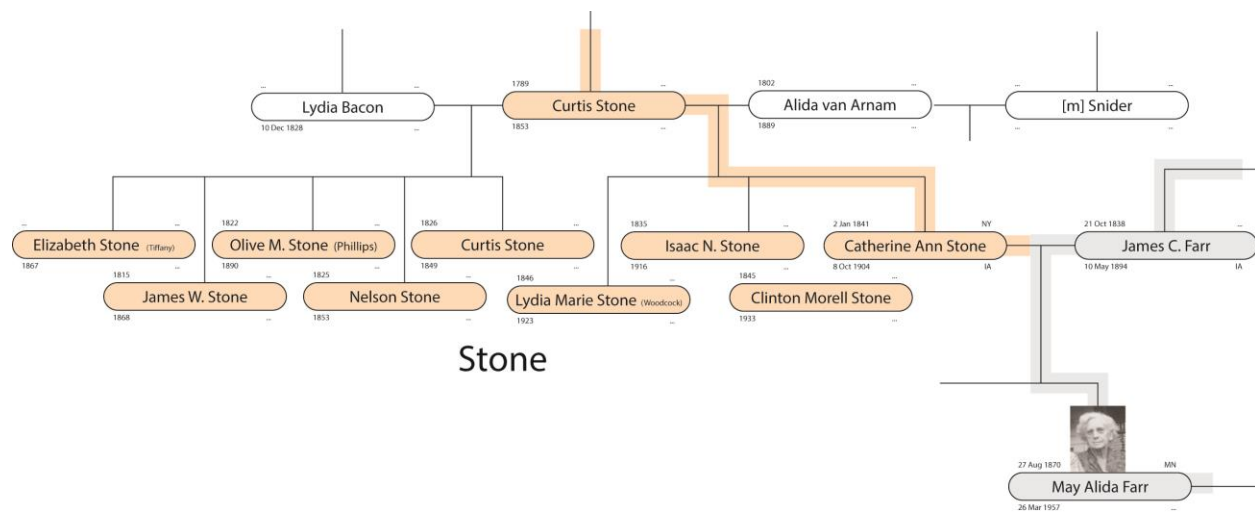 1789 ...
1802 ...
... ...
... ...
Lydia Bacon
Curtis Stone
Alida van Arnam
[m] Snider
10 Dec 1828 ...
1853 ...
1889 ...
... ...
... ...
1822 ...
1826 ...
1835 ...
2 Jan 1841 NY
21 Oct 1838 ...
Elizabeth Stone (Tiffany)
Olive M. Stone (Phillips)
Curtis Stone
Isaac N. Stone
Catherine Ann Stone
James C. Farr
1867 ...
1890 ...
1849 ...
1916 ...
8 Oct 1904 IA
10 May 1894 IA
1815 ...
1825 ...
1846 ...
1845 ...
James W. Stone
Nelson Stone
Lydia Marie Stone (Woodcock)
Clinton Morell Stone
1868 ...
1853 ...
1923 ...
1933 ...
Stone
27 Aug 1870 MN
May Alida Farr
26 Mar 1957 ...